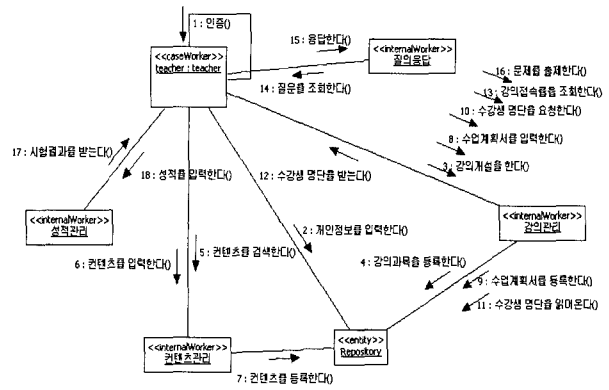 1 : 인증()
<<caseWorker>>
teacher : teacher
15 : 응답한다()
<<internalWorker>>
질의응답
14 : 질문를 조회한다()
16 : 문제를 출제한다()
13 : 강의접속률를 조회한다()
10 : 수강생 명단를 요청한다()
8 : 수업계획서를 입력한다()
3 : 강의개설를 한다()
17 : 시험결과를 받는다()
18 : 성적를 입력한다()
12 : 수강생 명단를 받는다()
<<internalWorker>>
성적관리
<<internalWorker>>
강의관리
2 : 개인정보를 입력한다()
5 : 컨텐츠를 검색한다()
6 : 컨텐츠를 입력한다()
4 : 강의과목를 등록한다()
9 : 수업계획서를 등록한다()
11 : 수강생 명단를 읽어온다()
<<internalWorker>>
컨텐츠관리
<<entity>>
Repository
7 : 컨텐츠를 등록한다()